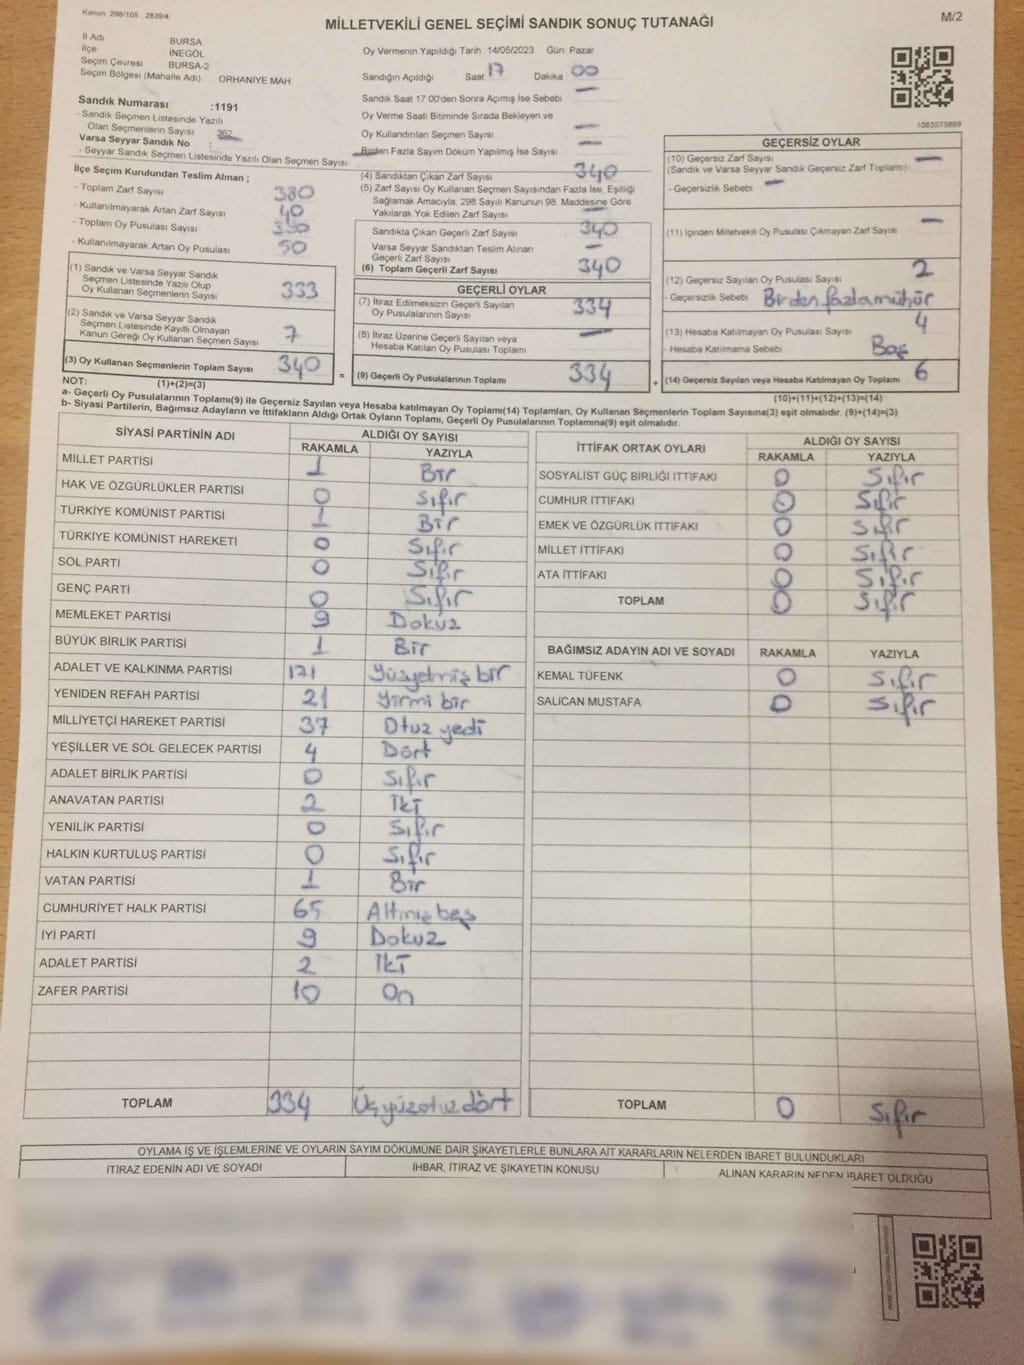 Kanun: 298/105 2839/4
MİLLETVEKİLİ GENEL SEÇİMİ SANDIK SONUÇ TUTANAĞI
M/2
İl Adı BURSA
İlçe İNEGÖL
Seçim Çevresi BURSA-2
Seçim Bölgesi (Mahalle Adı) ORHANİYE MAH.
Sandık Numarası :1191
- Sandık Seçmen Listesinde Yazılı
Olan Seçmenlerin Sayısı : 362
Varsa Seyyar Sandık No :
- Seyyar Sandık Seçmen Listesinde Yazılı Olan Seçmen Sayısı:
Oy Vermenin Yapıldığı Tarih :14/05/2023 Gün: Pazar
Sandığın Açıldığı Saat 17 Dakika 00
Sandık Saat 17:00'den Sonra Açımış İse Sebebi —
Oy Verme Saati Bitiminde Sırada Bekleyen ve
Oy Kullandırılan Seçmen Sayısı —
Birden Fazla Sayım Döküm Yapılmış İse Sayısı —
1083575869
İlçe Seçim Kurulundan Teslim Alınan ;
- Toplam Zarf Sayısı 380
- Kullanılmayarak Artan Zarf Sayısı 40
- Toplam Oy Pusulası Sayısı
- Kullanılmayarak Artan Oy Pusulası 50
(1) Sandık ve Varsa Seyyar Sandık
Seçmen Listesinde Yazılı Olup
Oy Kullanan Seçmenlerin Sayısı 333
(2) Sandık ve Varsa Seyyar Sandık
Seçmen Listesinde Kayıtlı Olmayan
Kanun Gereği Oy Kullanan Seçmen Sayısı 7
(3) Oy Kullanan Seçmenlerin Toplam Sayısı 340
(1)+(2)=(3)
(4) Sandıktan Çıkan Zarf Sayısı 340
(5) Zarf Sayısı Oy Kullanan Seçmen Sayısından Fazla İse, Eşitliği
Sağlamak Amacıyla; 298 Sayılı Kanunun 98. Maddesine Göre
Yakılarak Yok Edilen Zarf Sayısı —
Sandıkla Çıkan Geçerli Zarf Sayısı 340
Varsa Seyyar Sandıktan Teslim Alınan
Geçerli Zarf Sayısı —
(6) Toplam Geçerli Zarf Sayısı 340
GEÇERLİ OYLAR
(7) İtiraz Edilmeksizin Geçerli Sayılan
Oy Pusulalarının Sayısı 334
(8) İtiraz Üzerine Geçerli Sayılan veya
Hesaba Katılan Oy Pusulası Toplamı —
= (9) Geçerli Oy Pusulalarının Toplamı 334 +
GEÇERSİZ OYLAR
(10) Geçersiz Zarf Sayısı —
(Sandık ve Varsa Seyyar Sandık Geçersiz Zarf Toplamı)
- Geçersizlik Sebebi —
(11) İçinden Milletvekili Oy Pusulası Çıkmayan Zarf Sayısı —
(12) Geçersiz Sayılan Oy Pusulası Sayısı 2
- Geçersizlik Sebebi Birden fazla mühür
(13) Hesaba Katılmayan Oy Pusulası Sayısı 4
- Hesaba Katılmama Sebebi Boş
(14) Geçersiz Sayılan veya Hesaba Katılmayan Oy Toplamı 6
(10)+(11)+(12)+(13)=(14)
NOT:
a- Geçerli Oy Pusulalarının Toplamı(9) ile Geçersiz Sayılan veya Hesaba katılmayan Oy Toplamı(14) Toplamları, Oy Kullanan Seçmenlerin Toplam Sayısına(3) eşit olmalıdır. (9)+(14)=(3)
b- Siyasi Partilerin, Bağımsız Adayların ve İttifakların Aldığı Ortak Oyların Toplamı, Geçerli Oy Pusulalarının Toplamına(9) eşit olmalıdır.
SİYASİ PARTİNİN ADI ALDIĞI OY SAYISI
RAKAMLA YAZIYLA
MİLLET PARTİSİ 1 Bir
HAK VE ÖZGÜRLÜKLER PARTİSİ 0 Sıfır
TÜRKİYE KOMÜNİST PARTİSİ 1 Bir
TÜRKİYE KOMÜNİST HAREKETİ 0 Sıfır
SOL PARTİ 0 Sıfır
GENÇ PARTİ 0 Sıfır
MEMLEKET PARTİSİ 9 Dokuz
BÜYÜK BİRLİK PARTİSİ 1 Bir
ADALET VE KALKINMA PARTİSİ 171 Yüzyetmiş bir
YENİDEN REFAH PARTİSİ 21 Yirmi bir
MİLLİYETÇİ HAREKET PARTİSİ 37 Otuz yedi
YEŞİLLER VE SOL GELECEK PARTİSİ 4 Dört
ADALET BİRLİK PARTİSİ 0 Sıfır
ANAVATAN PARTİSİ 2 İki
YENİLİK PARTİSİ 0 Sıfır
HALKIN KURTULUŞ PARTİSİ 0 Sıfır
VATAN PARTİSİ 1 Bir
CUMHURİYET HALK PARTİSİ 65 Altmış beş
İYİ PARTİ 9 Dokuz
ADALET PARTİSİ 2 İki
ZAFER PARTİSİ 10 On
TOPLAM 334 Üçyüzotuz dört
İTTİFAK ORTAK OYLARI ALDIĞI OY SAYISI
RAKAMLA YAZIYLA
SOSYALİST GÜÇ BİRLİĞİ İTTİFAKI 0 Sıfır
CUMHUR İTTİFAKI 0 Sıfır
EMEK VE ÖZGÜRLÜK İTTİFAKI 0 Sıfır
MİLLET İTTİFAKI 0 Sıfır
ATA İTTİFAKI 0 Sıfır
TOPLAM 0 Sıfır
BAĞIMSIZ ADAYIN ADI VE SOYADI RAKAMLA YAZIYLA
KEMAL TÜFENK 0 Sıfır
SALİCAN MUSTAFA 0 Sıfır
TOPLAM 0 Sıfır
OYLAMA İŞ VE İŞLEMLERİNE VE OYLARIN SAYIM DÖKÜMÜNE DAİR ŞİKAYETLERLE BUNLARA AİT KARARLARIN NELERDEN İBARET BULUNDUKLARI
İTİRAZ EDENİN ADI VE SOYADI İHBAR, İTİRAZ VE ŞİKAYETİN KONUSU ALINAN KARARIN NEDEN İBARET OLDUĞU